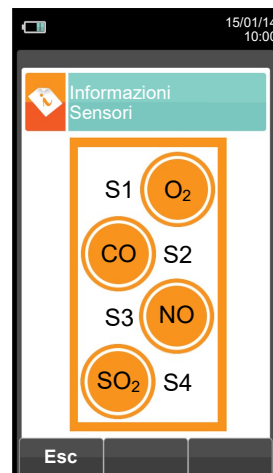 15/01/14
10:00
Informazioni
Sensori
S1 O₂
CO S2
S3 NO
SO₂ S4
Esc